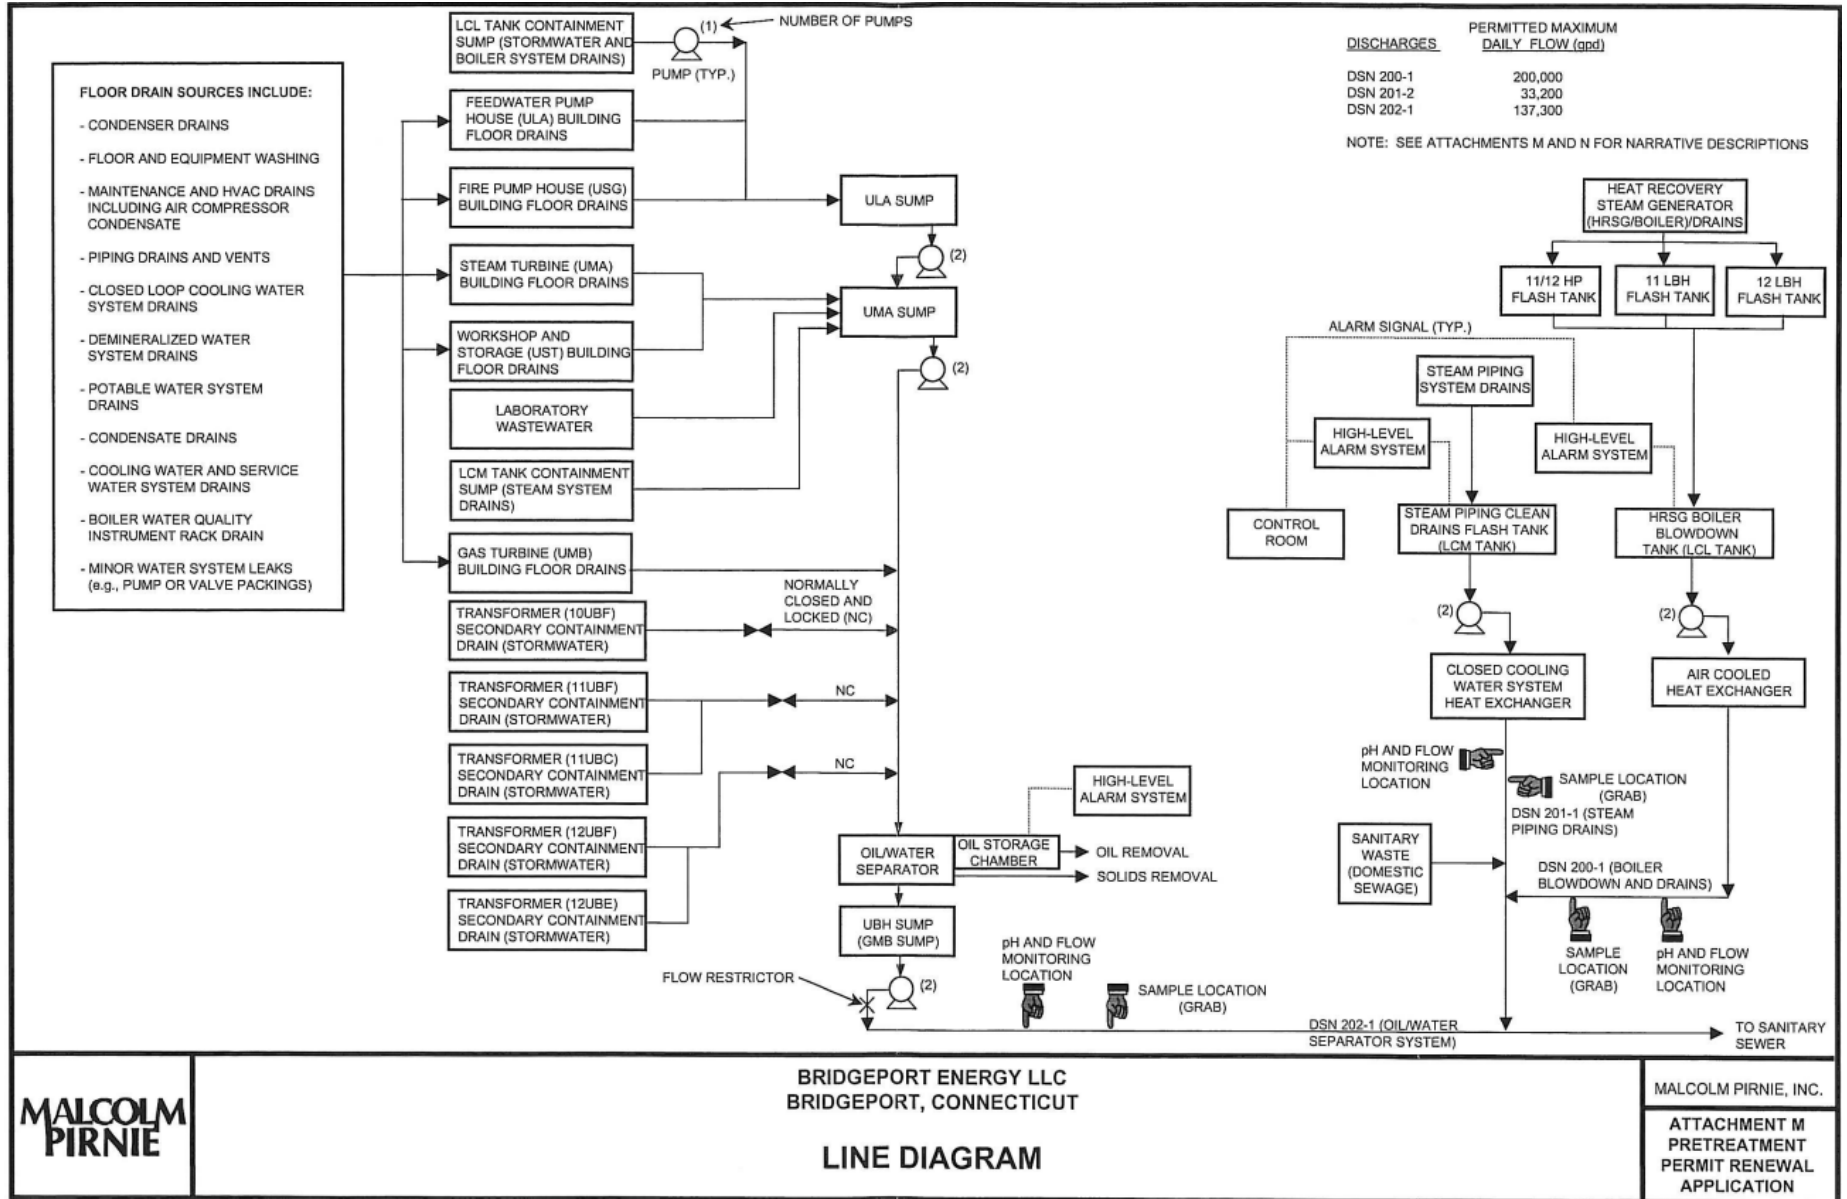 LCL TANK CONTAINMENT
SUMP (STORMWATER AND
BOILER SYSTEM DRAINS)
(1)
NUMBER OF PUMPS
PUMP (TYP.)
FLOOR DRAIN SOURCES INCLUDE:
- CONDENSER DRAINS
- FLOOR AND EQUIPMENT WASHING
- MAINTENANCE AND HVAC DRAINS
INCLUDING AIR COMPRESSOR
CONDENSATE
- PIPING DRAINS AND VENTS
- CLOSED LOOP COOLING WATER
SYSTEM DRAINS
- DEMINERALIZED WATER
SYSTEM DRAINS
- POTABLE WATER SYSTEM
DRAINS
- CONDENSATE DRAINS
- COOLING WATER AND SERVICE
WATER SYSTEM DRAINS
- BOILER WATER QUALITY
INSTRUMENT RACK DRAIN
- MINOR WATER SYSTEM LEAKS
(e.g., PUMP OR VALVE PACKINGS)
FEEDWATER PUMP
HOUSE (ULA) BUILDING
FLOOR DRAINS
FIRE PUMP HOUSE (USG)
BUILDING FLOOR DRAINS
STEAM TURBINE (UMA)
BUILDING FLOOR DRAINS
WORKSHOP AND
STORAGE (UST) BUILDING
FLOOR DRAINS
LABORATORY
WASTEWATER
LCM TANK CONTAINMENT
SUMP (STEAM SYSTEM
DRAINS)
GAS TURBINE (UMB)
BUILDING FLOOR DRAINS
TRANSFORMER (10UBF)
SECONDARY CONTAINMENT
DRAIN (STORMWATER)
TRANSFORMER (11UBF)
SECONDARY CONTAINMENT
DRAIN (STORMWATER)
TRANSFORMER (11UBC)
SECONDARY CONTAINMENT
DRAIN (STORMWATER)
TRANSFORMER (12UBF)
SECONDARY CONTAINMENT
DRAIN (STORMWATER)
TRANSFORMER (12UBE)
SECONDARY CONTAINMENT
DRAIN (STORMWATER)
ULA SUMP
(2)
UMA SUMP
(2)
NORMALLY
CLOSED AND
LOCKED (NC)
NC
NC
HIGH-LEVEL
ALARM SYSTEM
OIL/WATER
SEPARATOR
OIL STORAGE
CHAMBER
OIL REMOVAL
SOLIDS REMOVAL
UBH SUMP
(GMB SUMP)
(2)
FLOW RESTRICTOR
pH AND FLOW
MONITORING
LOCATION
SAMPLE LOCATION
(GRAB)
DSN 202-1 (OIL/WATER
SEPARATOR SYSTEM)
TO SANITARY
SEWER
PERMITTED MAXIMUM
DISCHARGES DAILY FLOW (gpd)
DSN 200-1 200,000
DSN 201-2 33,200
DSN 202-1 137,300
NOTE: SEE ATTACHMENTS M AND N FOR NARRATIVE DESCRIPTIONS
HEAT RECOVERY
STEAM GENERATOR
(HRSG/BOILER)/DRAINS
11/12 HP
FLASH TANK
11 LBH
FLASH TANK
12 LBH
FLASH TANK
ALARM SIGNAL (TYP.)
STEAM PIPING
SYSTEM DRAINS
HIGH-LEVEL
ALARM SYSTEM
HIGH-LEVEL
ALARM SYSTEM
CONTROL
ROOM
STEAM PIPING CLEAN
DRAINS FLASH TANK
(LCM TANK)
HRSG BOILER
BLOWDOWN
TANK (LCL TANK)
(2)
(2)
CLOSED COOLING
WATER SYSTEM
HEAT EXCHANGER
AIR COOLED
HEAT EXCHANGER
pH AND FLOW
MONITORING
LOCATION
SAMPLE LOCATION
(GRAB)
DSN 201-1 (STEAM
PIPING DRAINS)
SANITARY
WASTE
(DOMESTIC
SEWAGE)
DSN 200-1 (BOILER
BLOWDOWN AND DRAINS)
SAMPLE
LOCATION
(GRAB)
pH AND FLOW
MONITORING
LOCATION
MALCOLM
PIRNIE
BRIDGEPORT ENERGY LLC
BRIDGEPORT, CONNECTICUT
LINE DIAGRAM
MALCOLM PIRNIE, INC.
ATTACHMENT M
PRETREATMENT
PERMIT RENEWAL
APPLICATION